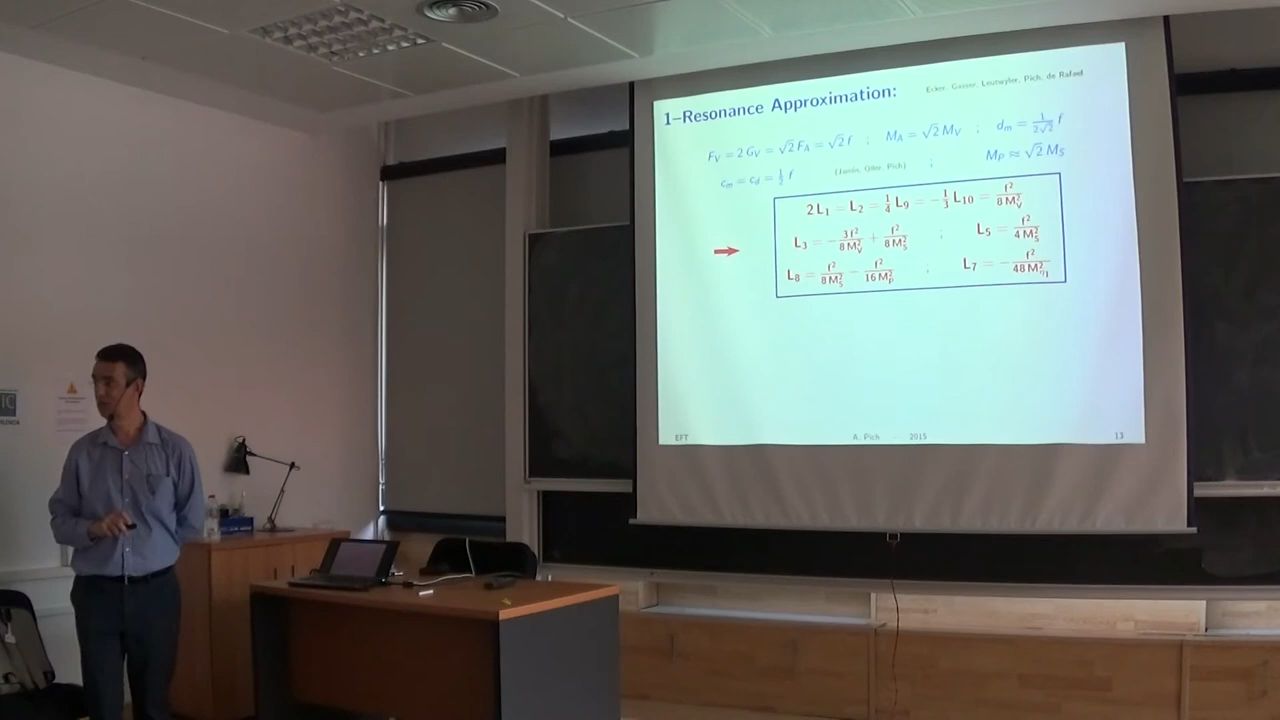 1–Resonance Approximation:
Ecker, Gasser, Leutwyler, Pich, de Rafael
F_V = 2 G_V = √2 F_A = √2 f ; M_A = √2 M_V ; d_m = 1/(2√2) f
c_m = c_d = 1/2 f (Jamin, Oller, Pich) ; M_P ≈ √2 M_S
2 L_1 = L_2 = 1/4 L_9 = −1/3 L_10 = f²/(8 M_V²)
L_3 = −3f²/(8 M_V²) + f²/(8 M_S²) ; L_5 = f²/(4 M_S²)
L_8 = f²/(8 M_S²) − f²/(16 M_P²) ; L_7 = −f²/(48 M_η1²)
EFT A. Pich - 2015 13
IC